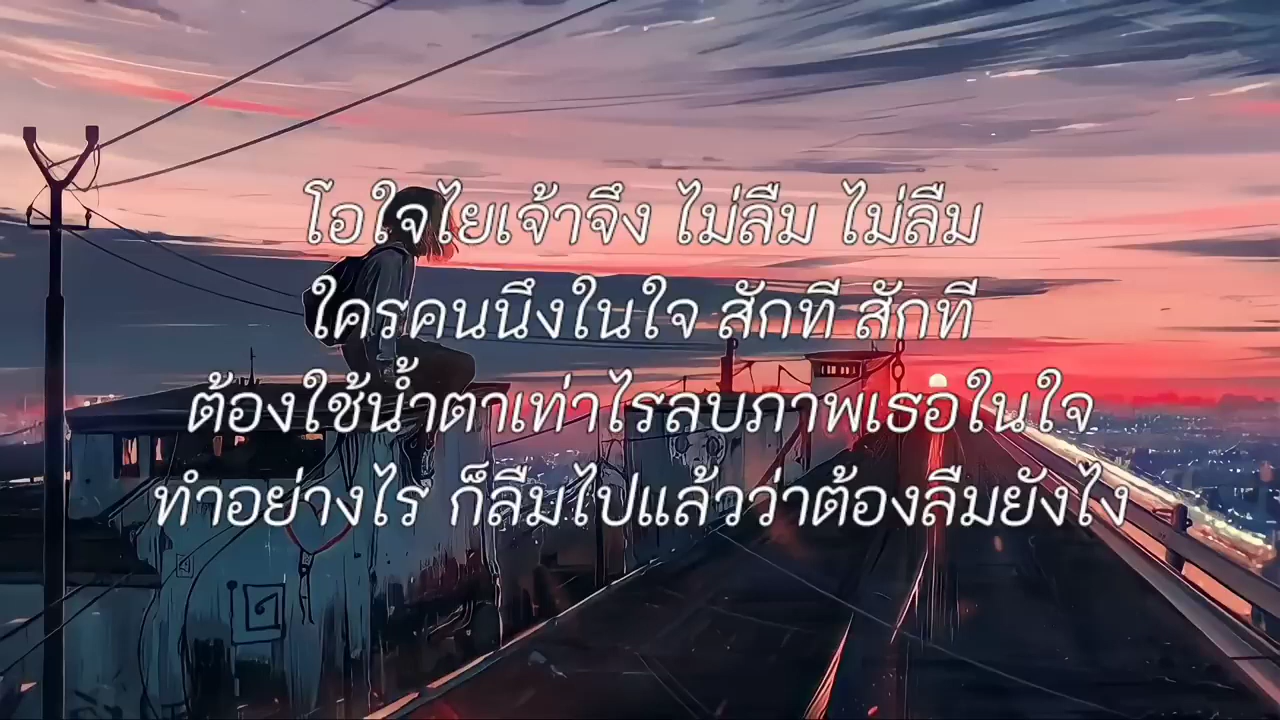 โอใจไยเจ้าจึง ไม่ลืม ไม่ลืม
ใครคนนึงในใจ สักที สักที
ต้องใช้น้ำตาเท่าไรลบภาพเธอในใจ
ทำอย่างไร ก็ลืมไปแล้วว่าต้องลืมยังไง